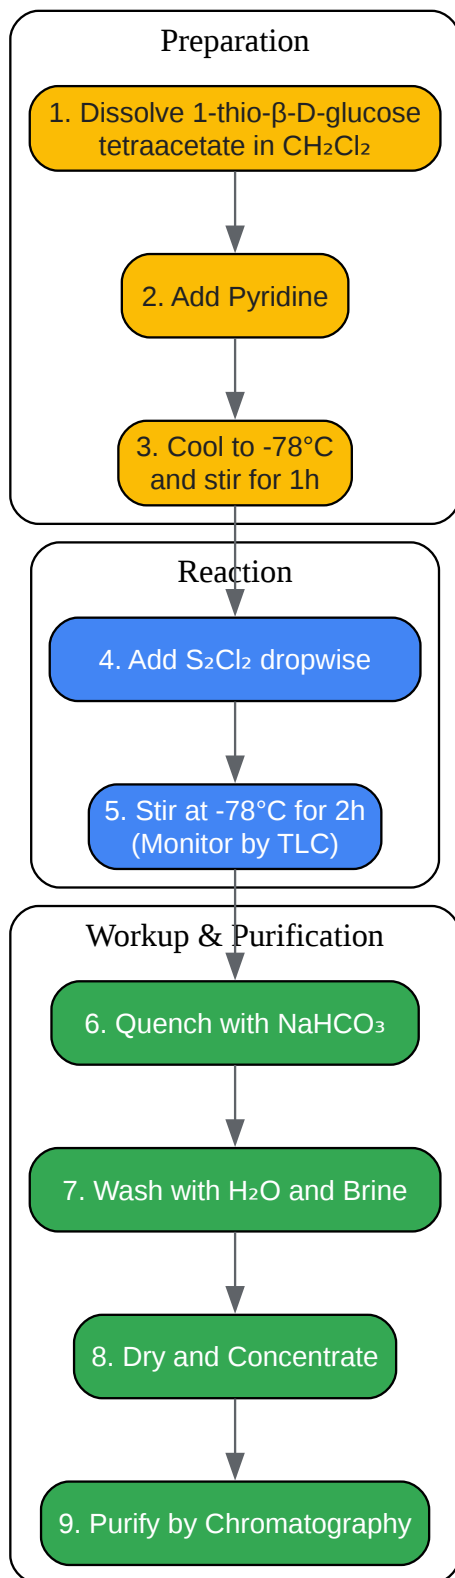 Preparation
1. Dissolve 1-thio-β-D-glucose
tetraacetate in CH₂Cl₂
2. Add Pyridine
3. Cool to -78°C
and stir for 1h
Reaction
4. Add S₂Cl₂ dropwise
5. Stir at -78°C for 2h
(Monitor by TLC)
Workup & Purification
6. Quench with NaHCO₃
7. Wash with H₂O and Brine
8. Dry and Concentrate
9. Purify by Chromatography